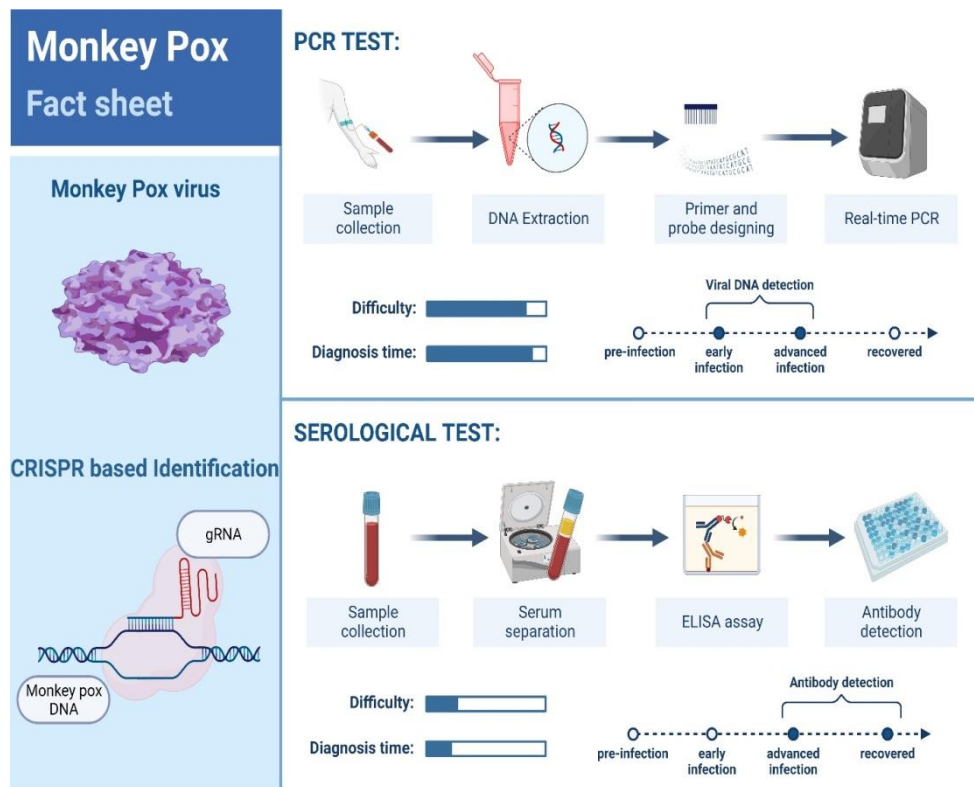 Monkey Pox
Fact sheet
Monkey Pox virus
CRISPR based Identification
gRNA
Monkey pox
DNA
PCR TEST:
Sample
collection
DNA Extraction
Primer and
probe designing
Real-time PCR
Difficulty:
Diagnosis time:
Viral DNA detection
pre-infection
early
infection
advanced
infection
recovered
SEROLOGICAL TEST:
Sample
collection
Serum
separation
ELISA assay
Antibody
detection
Difficulty:
Diagnosis time:
Antibody detection
pre-infection
early
infection
advanced
infection
recovered